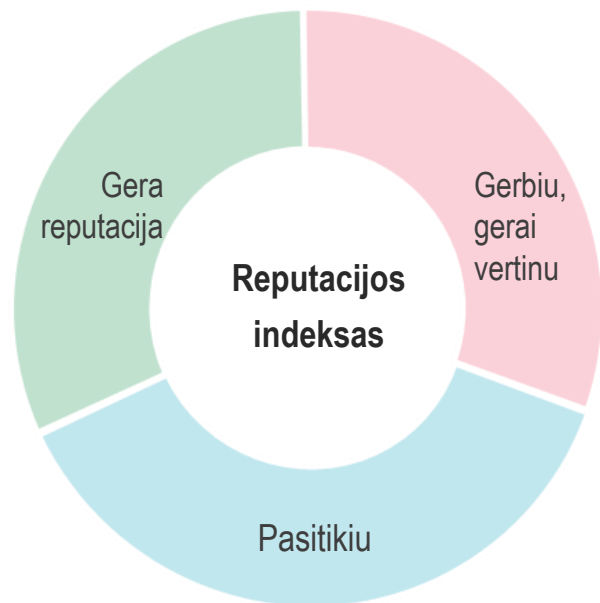 Gera
reputacija
Gerbiu,
gerai
vertinu
Reputacijos
indeksas
Pasitikiu